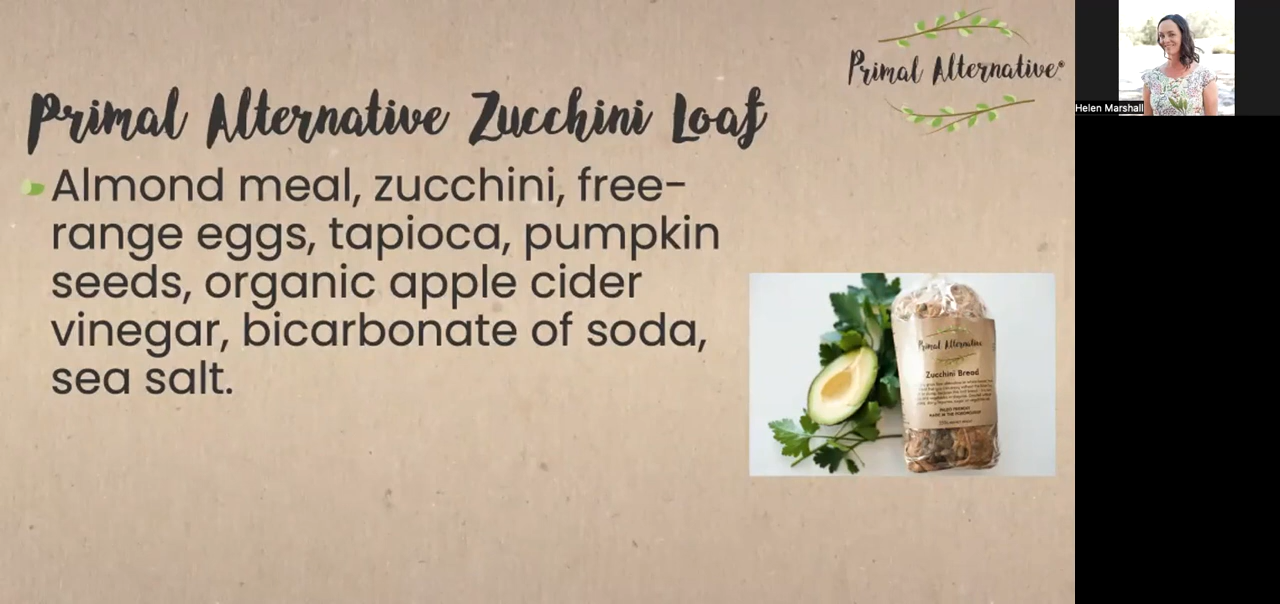 Primal Alternative®
Helen Marshall
Primal Alternative Zucchini Loaf
Almond meal, zucchini, free-
range eggs, tapioca, pumpkin
seeds, organic apple cider
vinegar, bicarbonate of soda,
sea salt.
Primal Alternative
Zucchini Bread